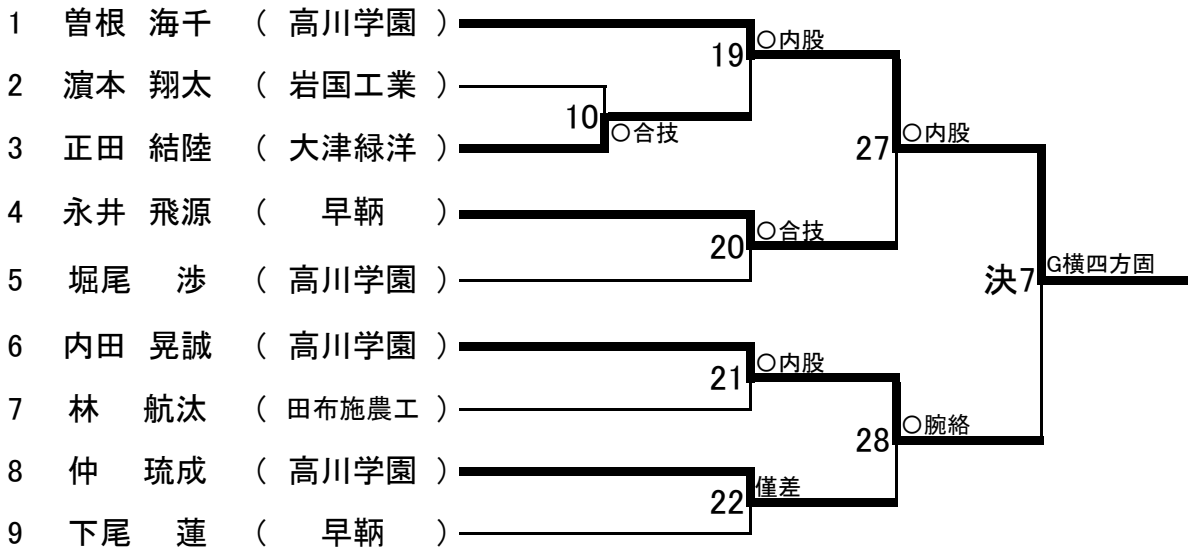 1 曽根 海千 ( 高川学園 )
19 ○内股
2 濵本 翔太 ( 岩国工業 )
10 ○合技
3 正田 結陸 ( 大津緑洋 )
27 ○内股
4 永井 飛源 ( 早鞆 )
20 ○合技
5 堀尾 渉 ( 高川学園 )
決7 G横四方固
6 内田 晃誠 ( 高川学園 )
21 ○内股
7 林 航汰 ( 田布施農工 )
28 ○腕絡
8 仲 琉成 ( 高川学園 )
22 僅差
9 下尾 蓮 ( 早鞆 )